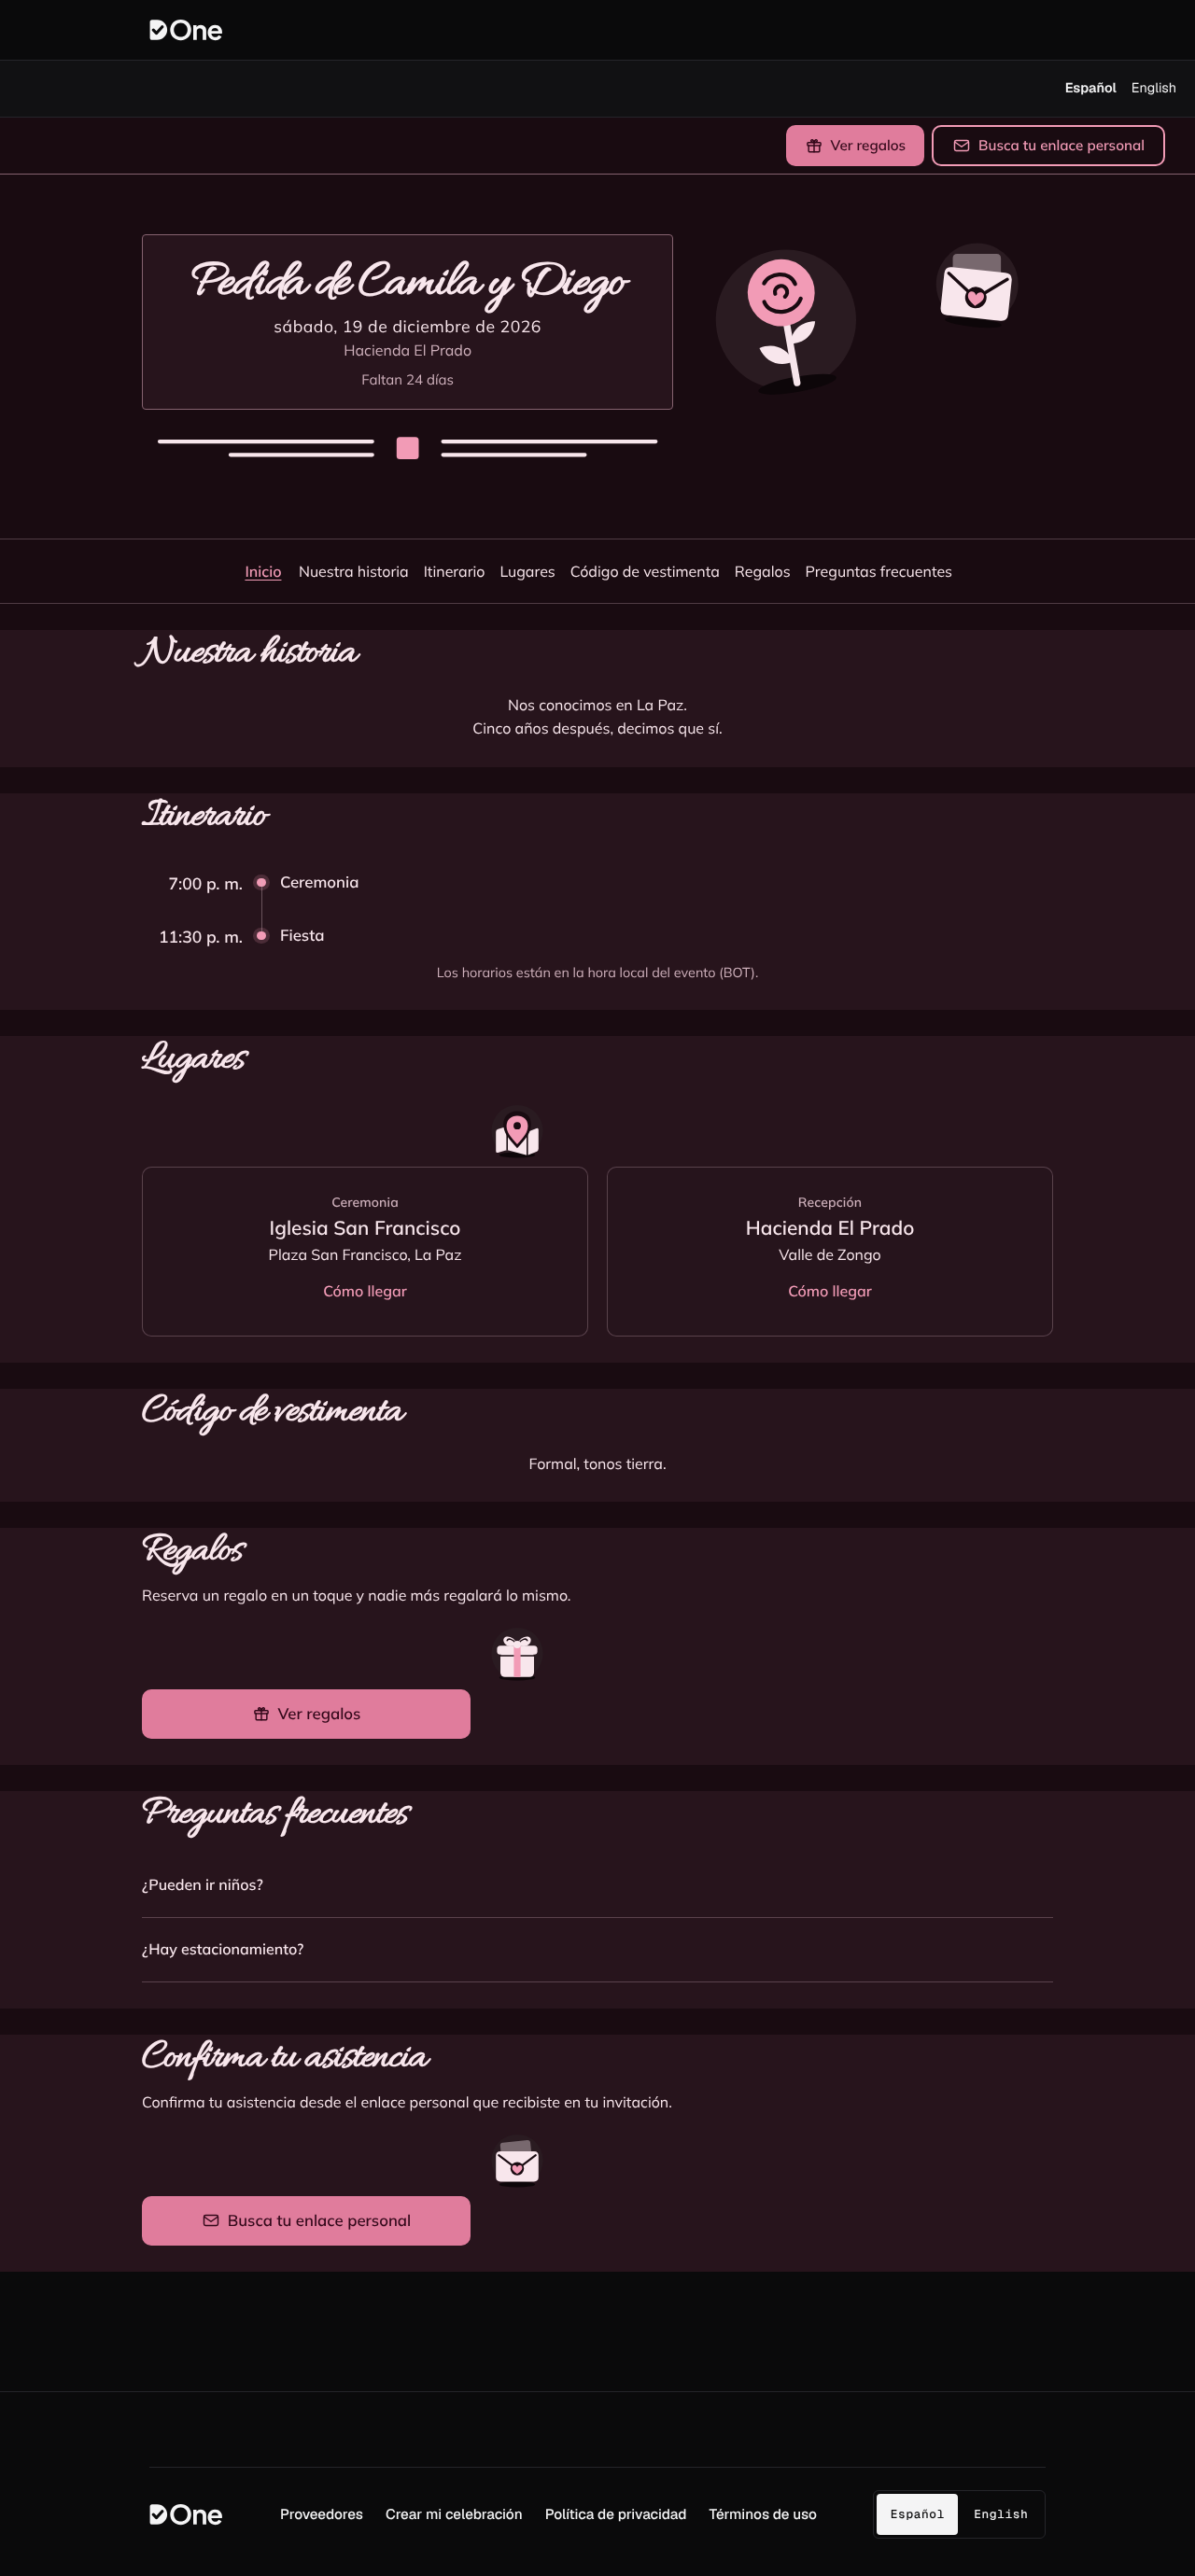 One
Español English
Ver regalos Busca tu enlace personal
Pedida de Camila y Diego
sábado, 19 de diciembre de 2026
Hacienda El Prado
Faltan 24 días
Inicio Nuestra historia Itinerario Lugares Código de vestimenta Regalos Preguntas frecuentes
Nuestra historia
Nos conocimos en La Paz.
Cinco años después, decimos que sí.
Itinerario
7:00 p. m. Ceremonia
11:30 p. m. Fiesta
Los horarios están en la hora local del evento (BOT).
Lugares
Ceremonia
Iglesia San Francisco
Plaza San Francisco, La Paz
Cómo llegar
Recepción
Hacienda El Prado
Valle de Zongo
Cómo llegar
Código de vestimenta
Formal, tonos tierra.
Regalos
Reserva un regalo en un toque y nadie más regalará lo mismo.
Ver regalos
Preguntas frecuentes
¿Pueden ir niños?
¿Hay estacionamiento?
Confirma tu asistencia
Confirma tu asistencia desde el enlace personal que recibiste en tu invitación.
Busca tu enlace personal
One Proveedores Crear mi celebración Política de privacidad Términos de uso Español English